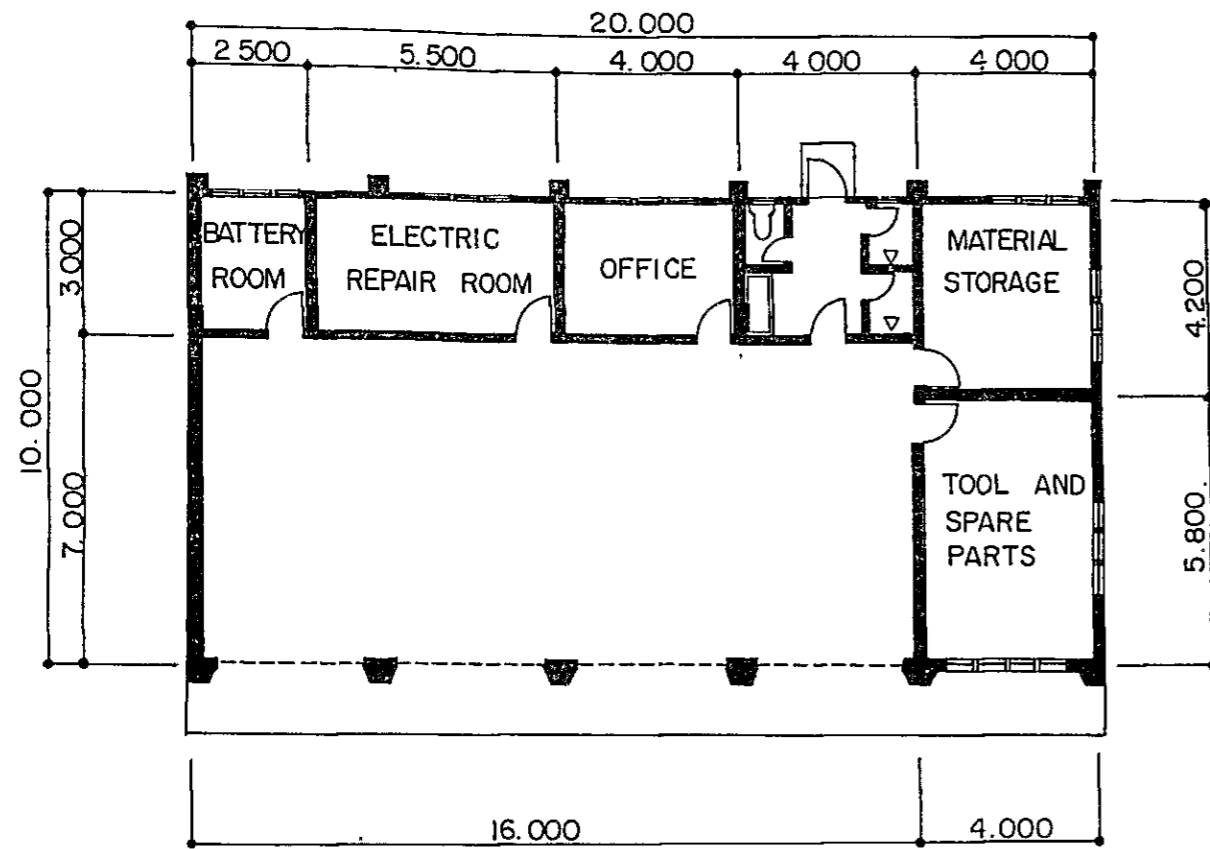 20.000
2 500
5.500
4.000
4 000
4 000
BATTERY
ROOM
ELECTRIC
REPAIR ROOM
OFFICE
MATERIAL
STORAGE
3.000
10.000
7.000
4.200
5.800.
TOOL AND
SPARE
PARTS
16.000
4.000